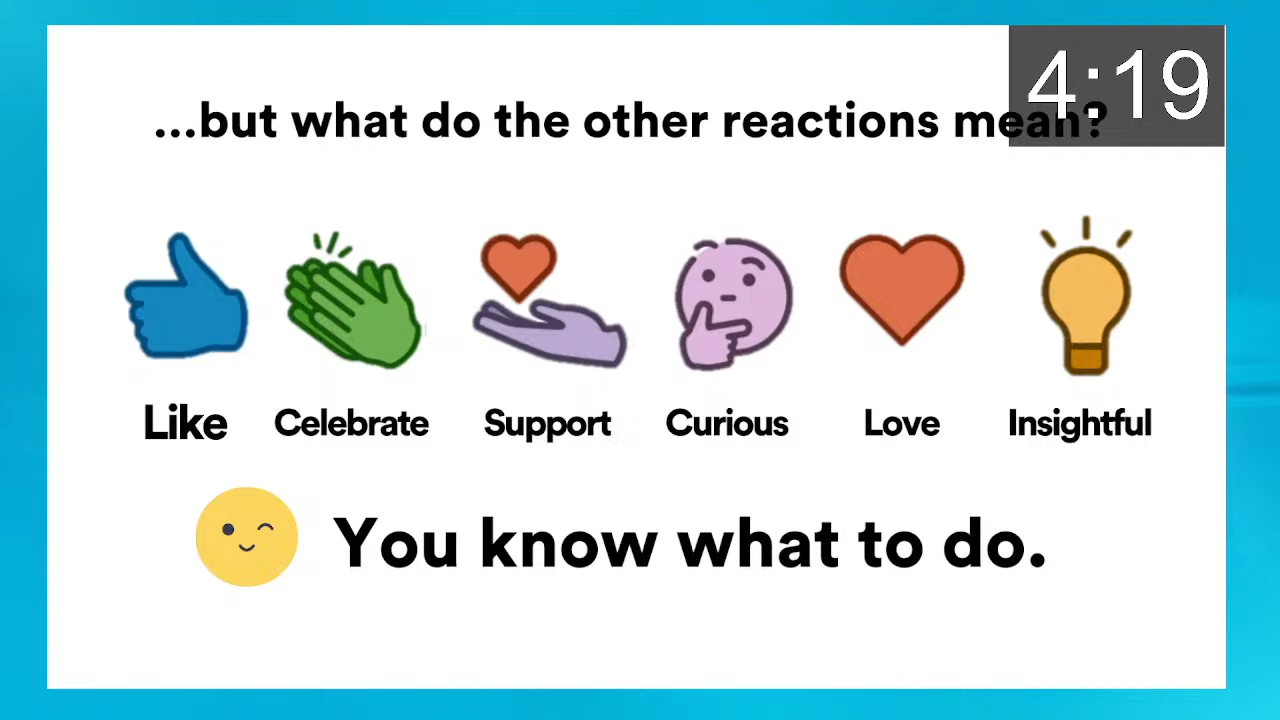 4:19
...but what do the other reactions mean?
Like Celebrate Support Curious Love Insightful
You know what to do.